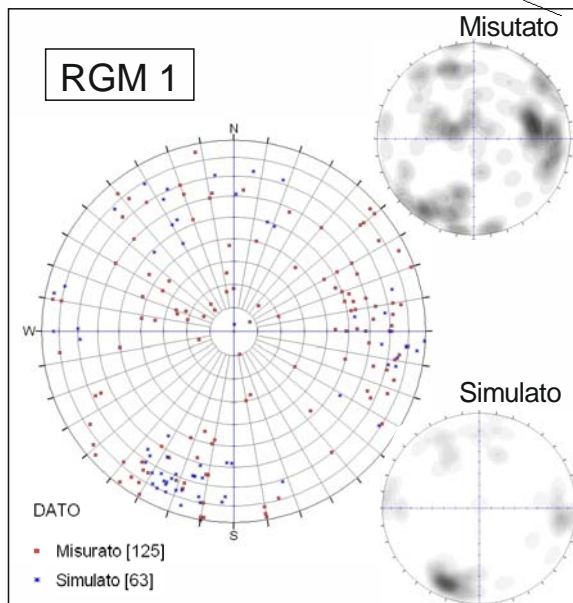 Misutato
RGM 1
N
W
S
Simulato
DATO
Misurato [125]
Simulato [63]